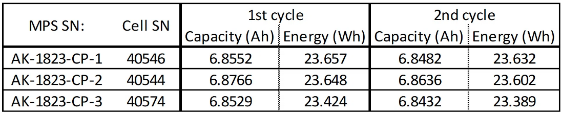 MPS SN: Cell SN 1st cycle 2nd cycle
Capacity (Ah) Energy (Wh) Capacity (Ah) Energy (Wh)
AK-1823-CP-1 40546 6.8552 23.657 6.8482 23.632
AK-1823-CP-2 40544 6.8766 23.648 6.8636 23.602
AK-1823-CP-3 40574 6.8529 23.424 6.8432 23.389